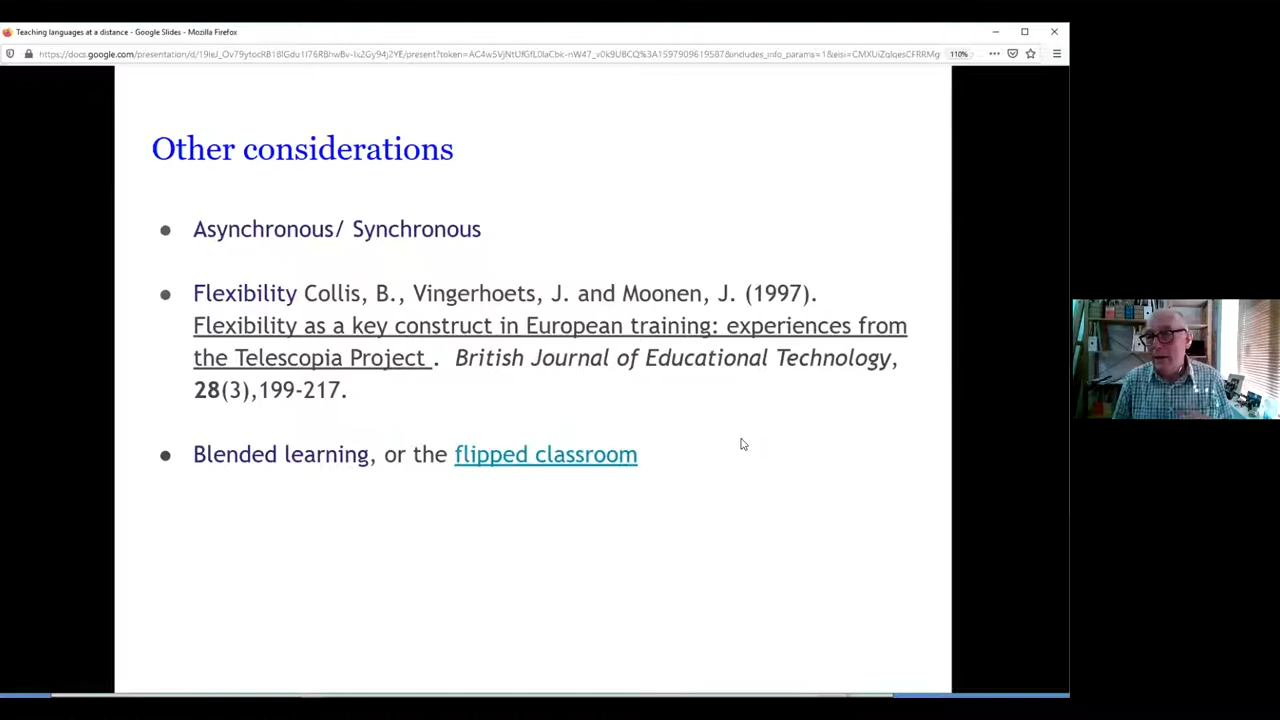 Teaching languages at a distance - Google Slides - Mozilla Firefox
110%
Other considerations
● Asynchronous/ Synchronous
● Flexibility Collis, B., Vingerhoets, J. and Moonen, J. (1997).
Flexibility as a key construct in European training: experiences from
the Telescopia Project . British Journal of Educational Technology,
28(3),199-217.
● Blended learning, or the flipped classroom